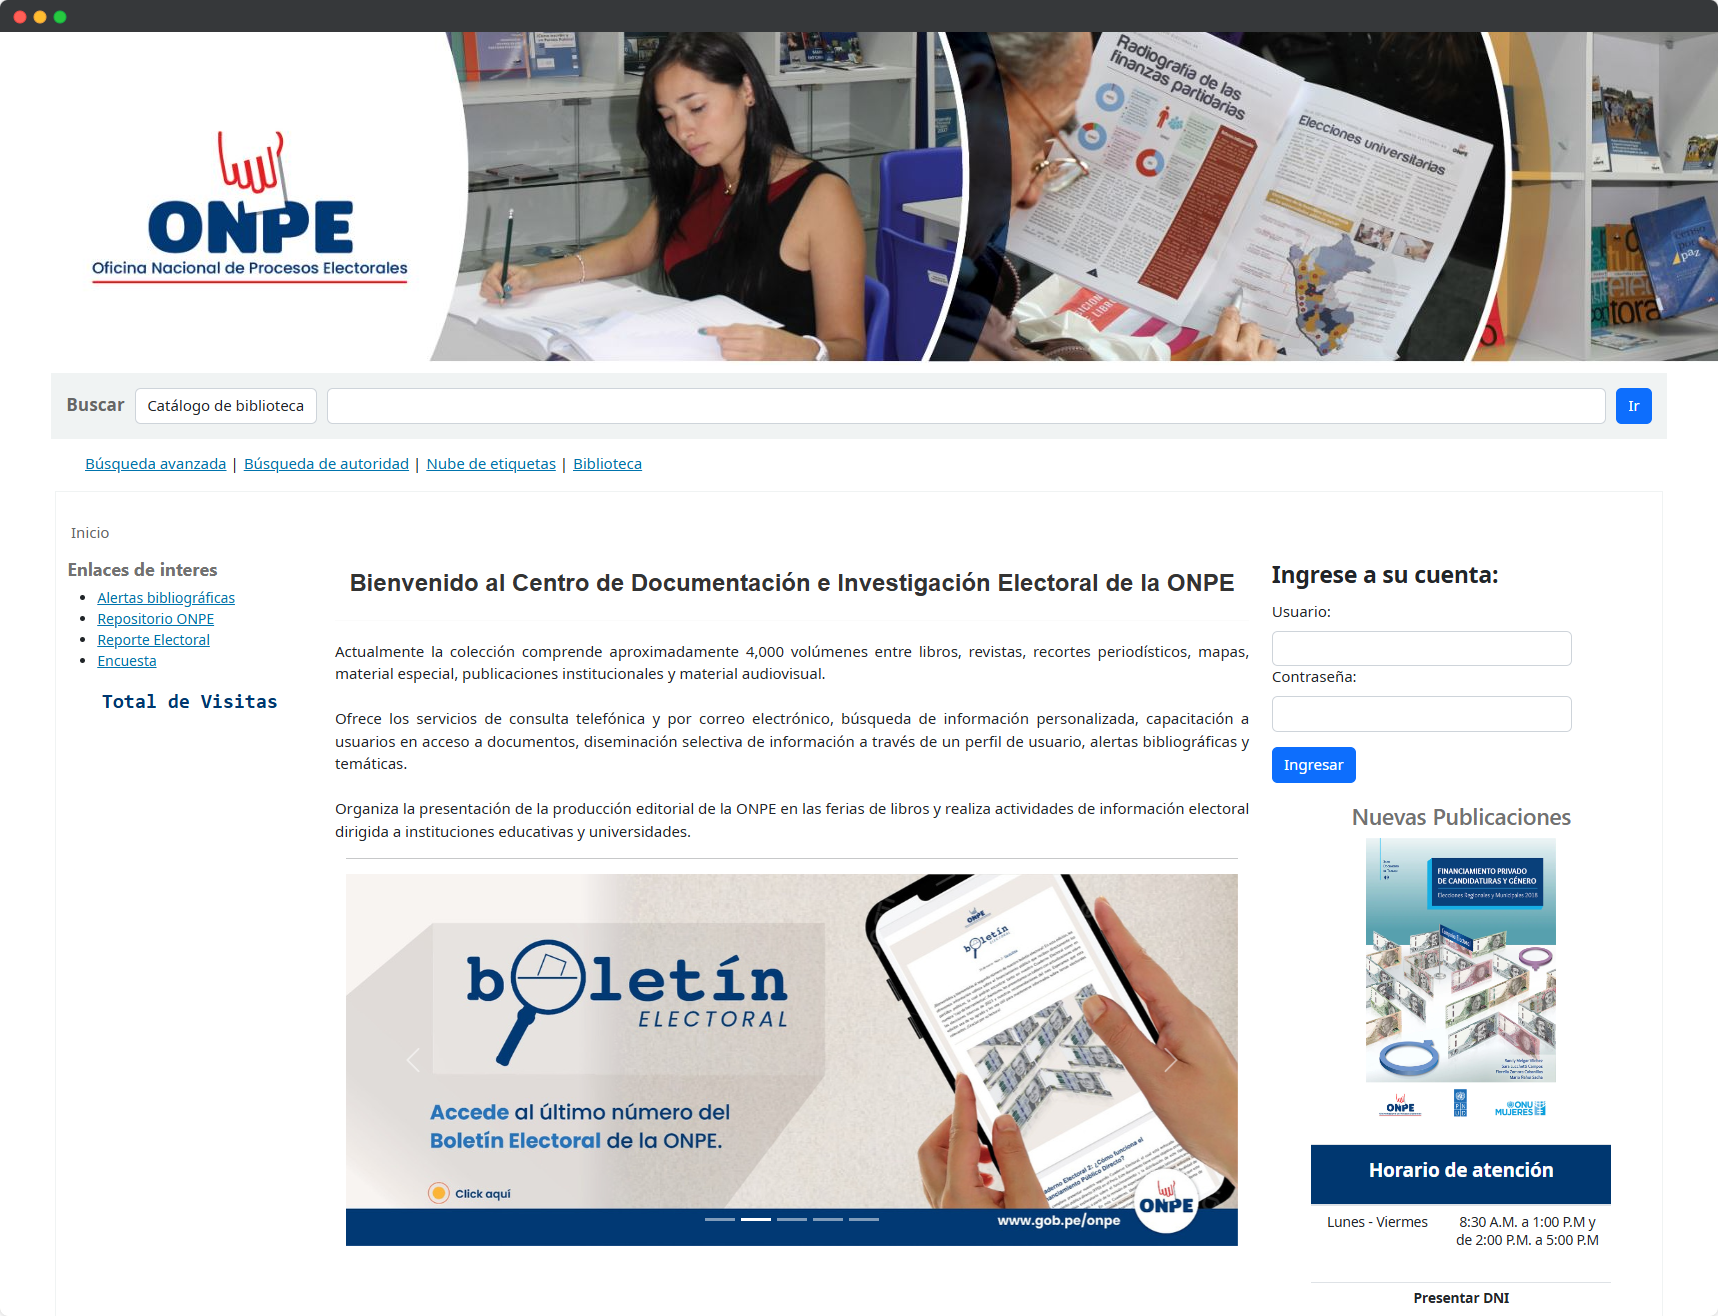 Radiografía de las
finanzas partidarias
Elecciones universitarias
ONPE
Oficina Nacional de Procesos Electorales
censo
por la
paz
Buscar
Catálogo de biblioteca
Ir
Búsqueda avanzada | Búsqueda de autoridad | Nube de etiquetas | Biblioteca
Inicio
Enlaces de interes
Alertas bibliográficas
Repositorio ONPE
Reporte Electoral
Encuesta
Total de Visitas
Bienvenido al Centro de Documentación e Investigación Electoral de la ONPE
Actualmente la colección comprende aproximadamente 4,000 volúmenes entre libros, revistas, recortes periodísticos, mapas,
material especial, publicaciones institucionales y material audiovisual.
Ofrece los servicios de consulta telefónica y por correo electrónico, búsqueda de información personalizada, capacitación a
usuarios en acceso a documentos, diseminación selectiva de información a través de un perfil de usuario, alertas bibliográficas y
temáticas.
Organiza la presentación de la producción editorial de la ONPE en las ferias de libros y realiza actividades de información electoral
dirigida a instituciones educativas y universidades.
boletín
ELECTORAL
Accede al último número del
Boletín Electoral de la ONPE.
Click aquí
ONPE
boletín
ELECTORAL
www.gob.pe/onpe
ONPE
Ingrese a su cuenta:
Usuario:
Contraseña:
Ingresar
Nuevas Publicaciones
FINANCIAMIENTO PRIVADO
DE CANDIDATURAS Y GÉNERO
Elecciones Regionales y Municipales 2018
ONPE
ONU
MUJERES
Horario de atención
Lunes - Viernes
8:30 A.M. a 1:00 P.M y
de 2:00 P.M. a 5:00 P.M
Presentar DNI